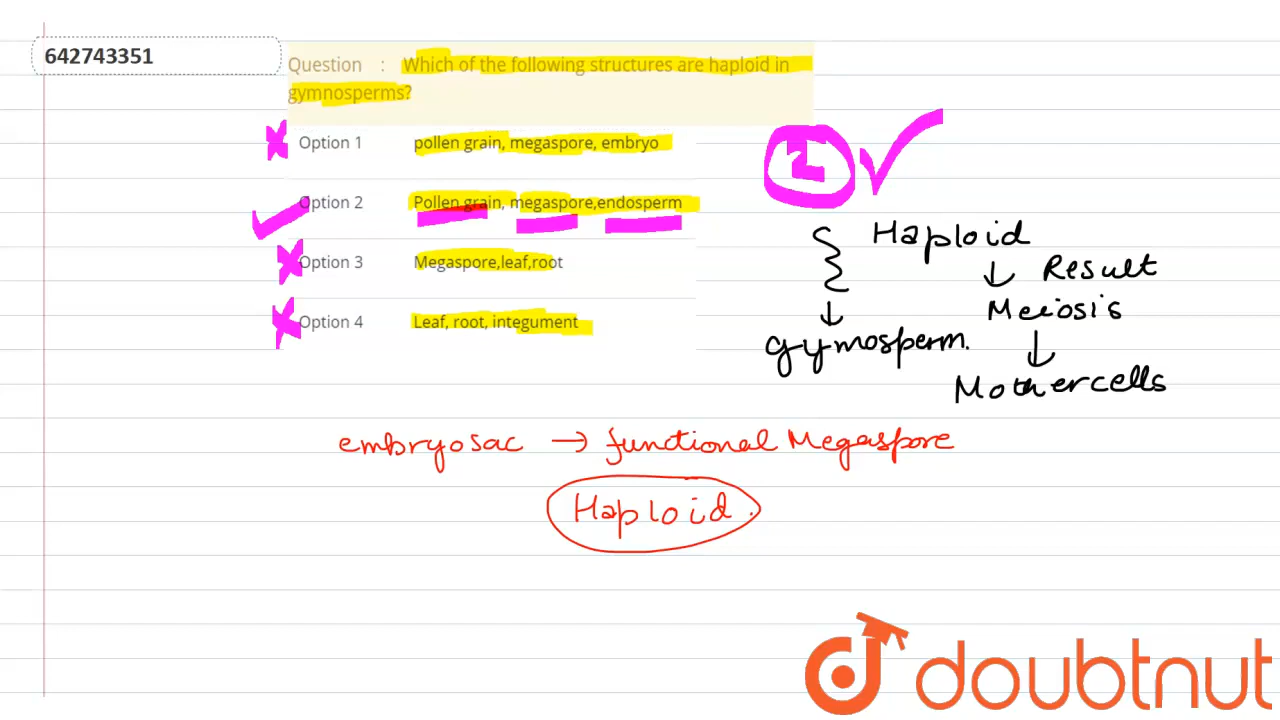 642743351
Question : Which of the following structures are haploid in
gymnosperms?
Option 1 pollen grain, megaspore, embryo
Option 2 Pollen grain, megaspore,endosperm
Option 3 Megaspore,leaf,root
Option 4 Leaf, root, integument
2
Haploid
Result
Meiosis
gymosperm.
Mothercells
embryosac → functional Megaspore
Haploid.
doubtnut